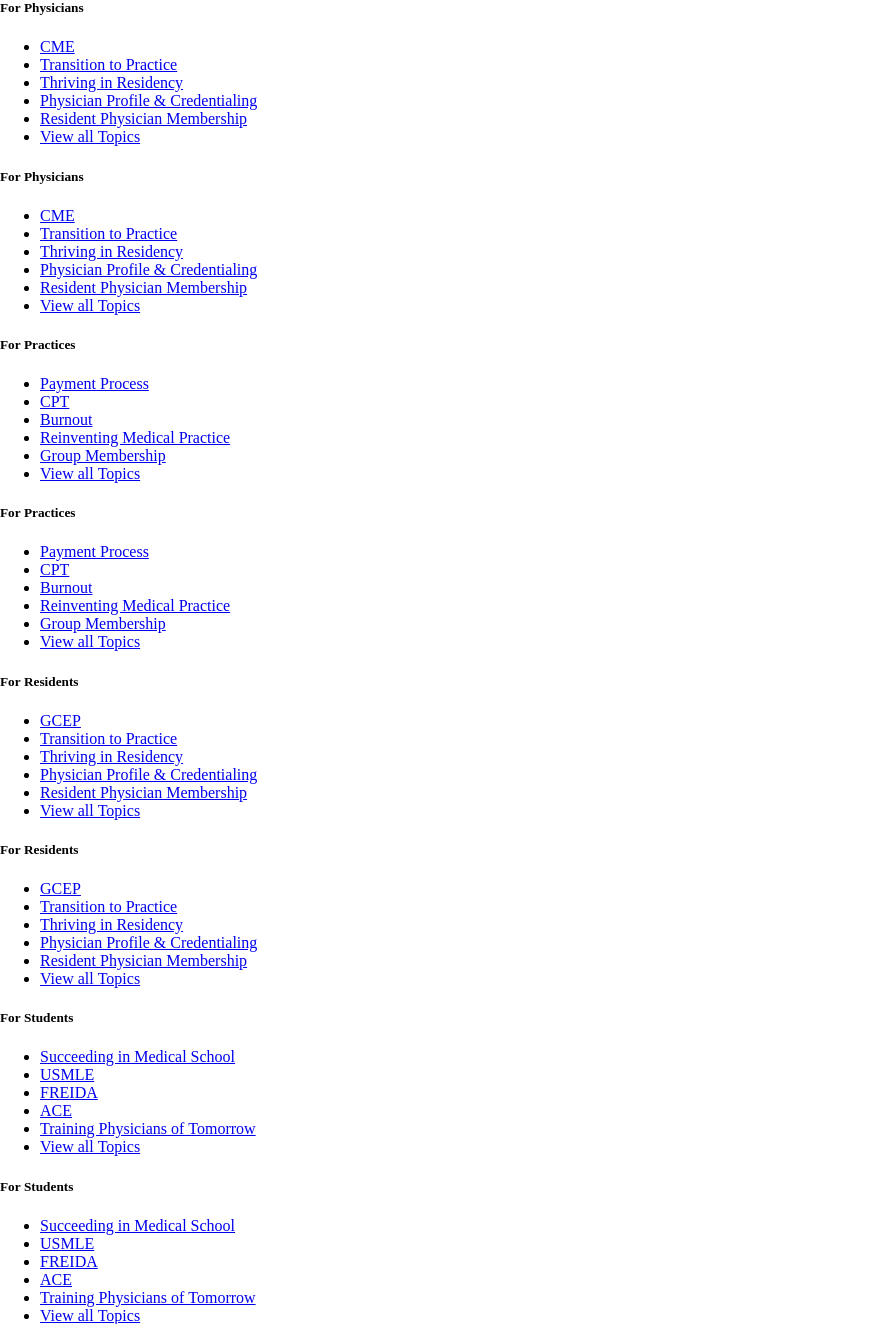 For Physicians
CME
Transition to Practice
Thriving in Residency
Physician Profile & Credentialing
Resident Physician Membership
View all Topics
For Physicians
CME
Transition to Practice
Thriving in Residency
Physician Profile & Credentialing
Resident Physician Membership
View all Topics
For Practices
Payment Process
CPT
Burnout
Reinventing Medical Practice
Group Membership
View all Topics
For Practices
Payment Process
CPT
Burnout
Reinventing Medical Practice
Group Membership
View all Topics
For Residents
GCEP
Transition to Practice
Thriving in Residency
Physician Profile & Credentialing
Resident Physician Membership
View all Topics
For Residents
GCEP
Transition to Practice
Thriving in Residency
Physician Profile & Credentialing
Resident Physician Membership
View all Topics
For Students
Succeeding in Medical School
USMLE
FREIDA
ACE
Training Physicians of Tomorrow
View all Topics
For Students
Succeeding in Medical School
USMLE
FREIDA
ACE
Training Physicians of Tomorrow
View all Topics